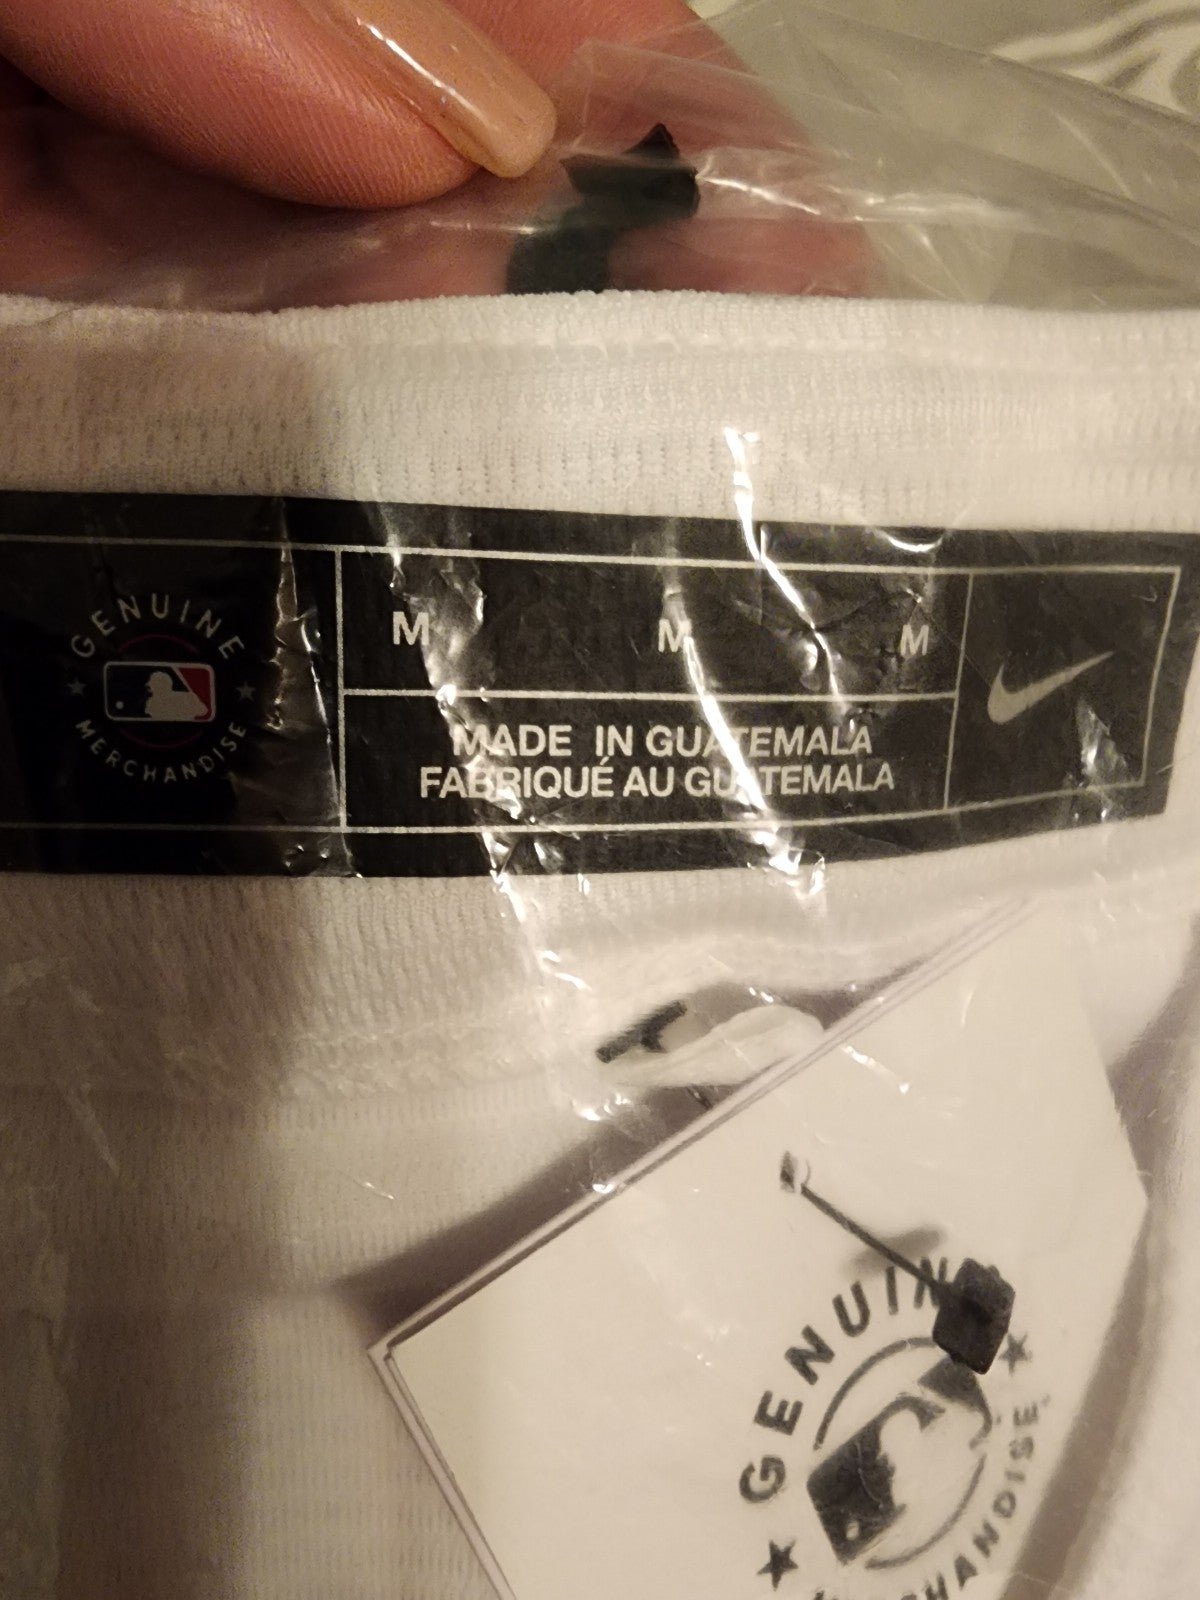 GENUINE
MERCHANDISE
M M M
MADE IN GUATEMALA
FABRIQUÉ AU GUATEMALA
GENUINE
MERCHANDISE